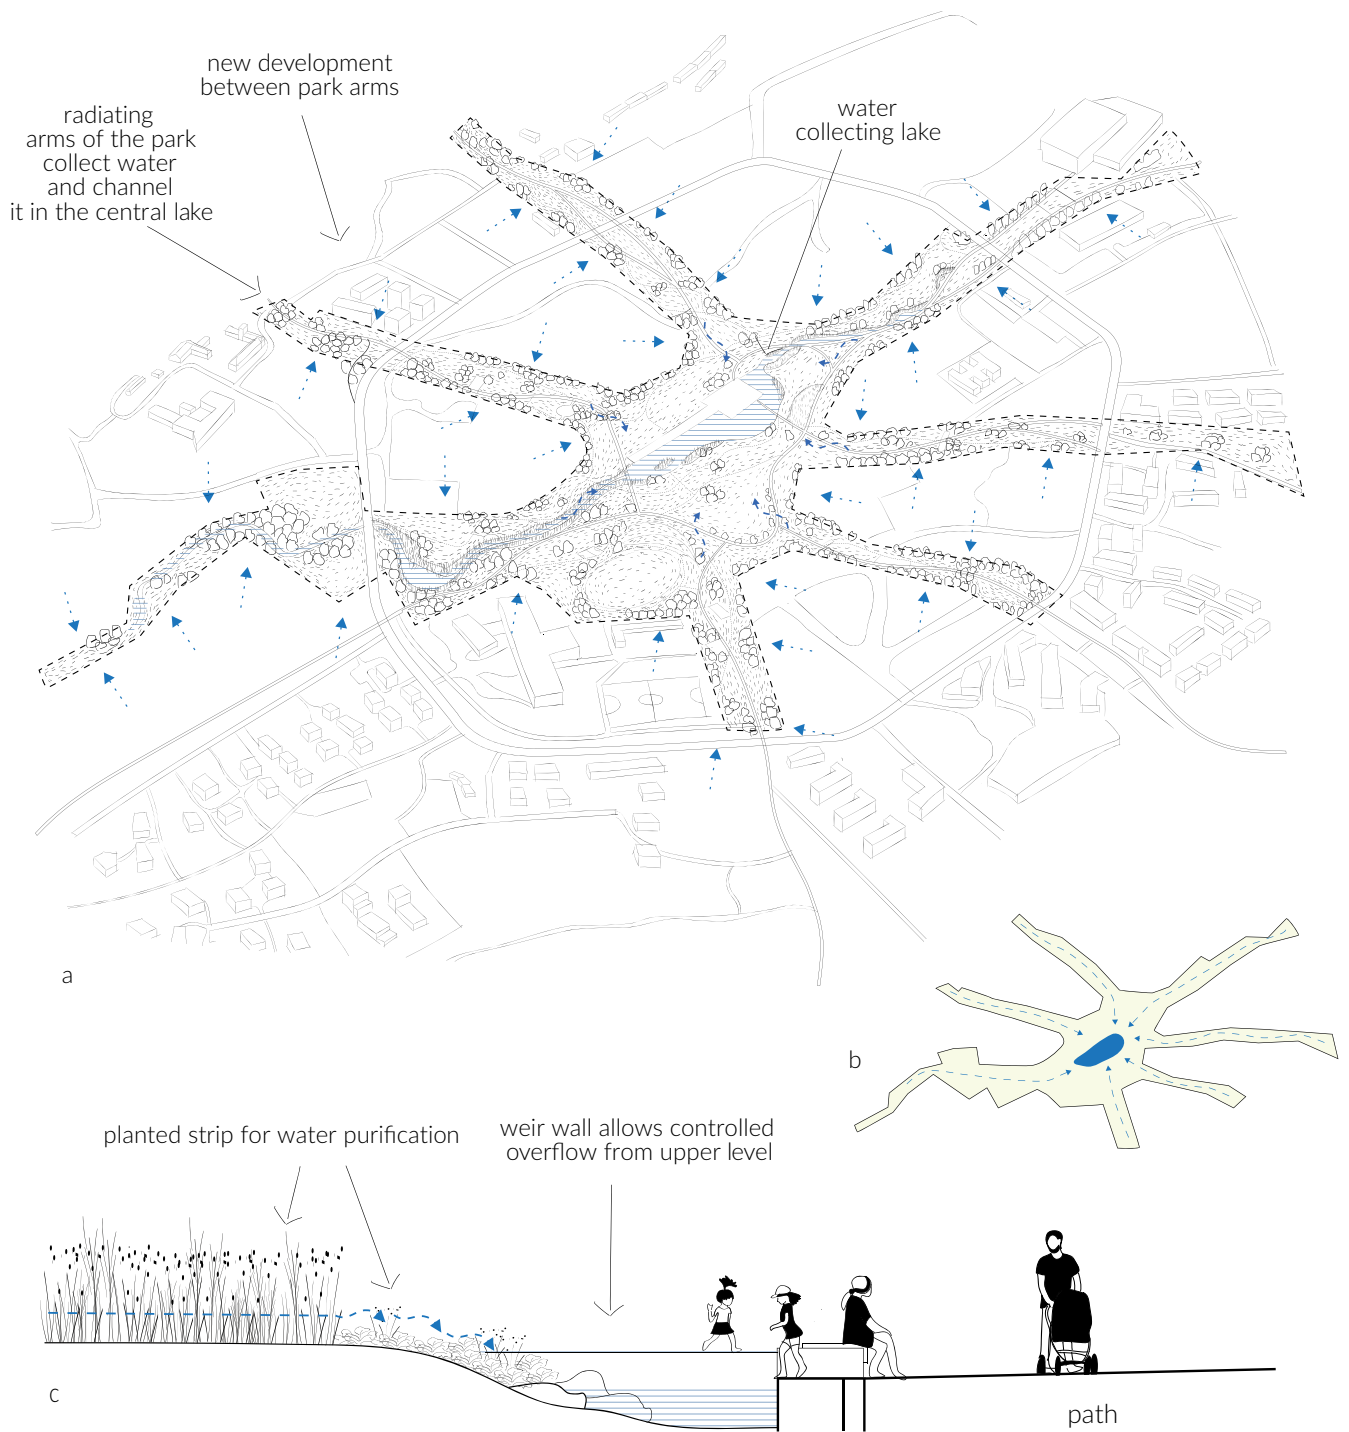 new development
between park arms
radiating
arms of the park
collect water
and channel
it in the central lake
water
collecting lake
a
b
planted strip for water purification
weir wall allows controlled
overflow from upper level
c
path